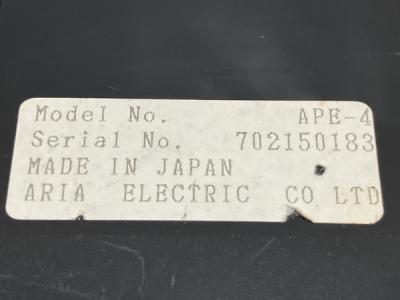 Model No. APE-4
Serial No. 702150183
MADE IN JAPAN
ARIA ELECTRIC CO LTD